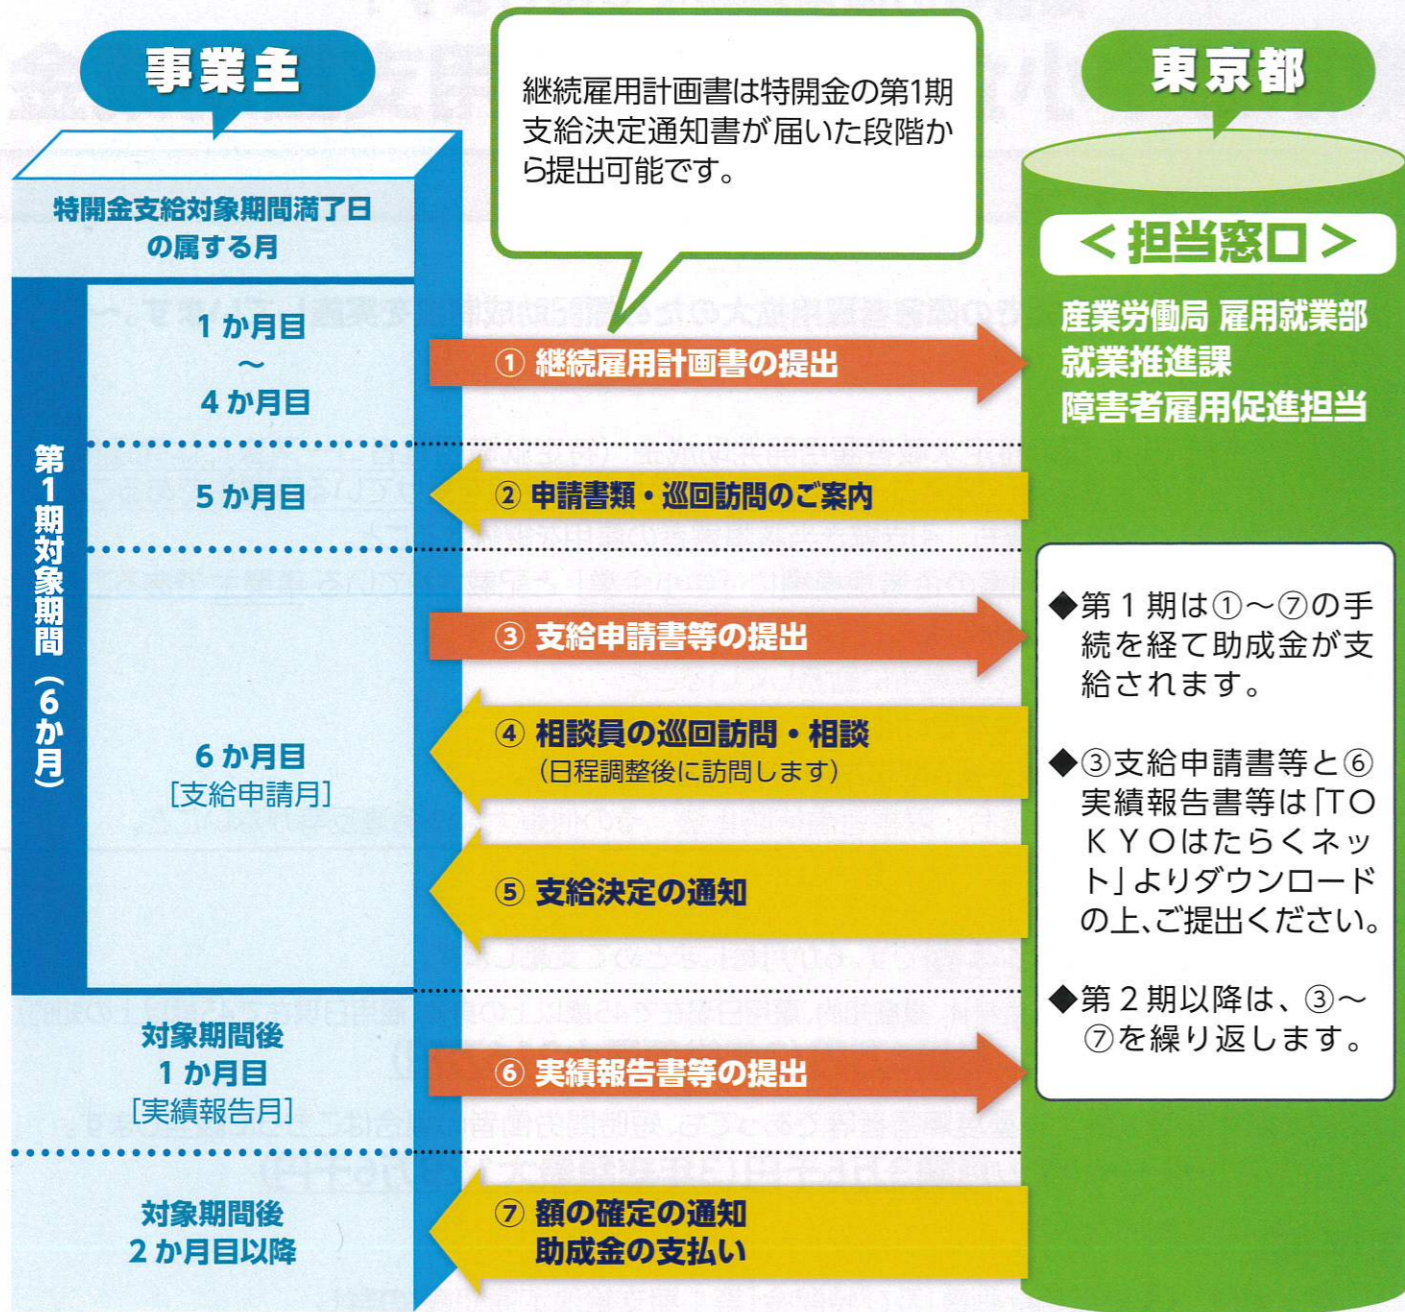 事業主
継続雇用計画書は特開金の第1期
支給決定通知書が届いた段階か
ら提出可能です。
東京都
特開金支給対象期間満了日
の属する月
＜担当窓口＞
産業労働局 雇用就業部
就業推進課
障害者雇用促進担当
第1期対象期間（6か月）
1か月目
～
4か月目
① 継続雇用計画書の提出
5か月目
② 申請書類・巡回訪問のご案内
③ 支給申請書等の提出
6か月目
［支給申請月］
④ 相談員の巡回訪問・相談
（日程調整後に訪問します）
⑤ 支給決定の通知
◆第1期は①～⑦の手
続を経て助成金が支
給されます。
◆③支給申請書等と⑥
実績報告書等は「TO
KYOはたらくネッ
ト」よりダウンロード
の上、ご提出ください。
◆第2期以降は、③～
⑦を繰り返します。
対象期間後
1か月目
［実績報告月］
⑥ 実績報告書等の提出
対象期間後
2か月目以降
⑦ 額の確定の通知
助成金の支払い